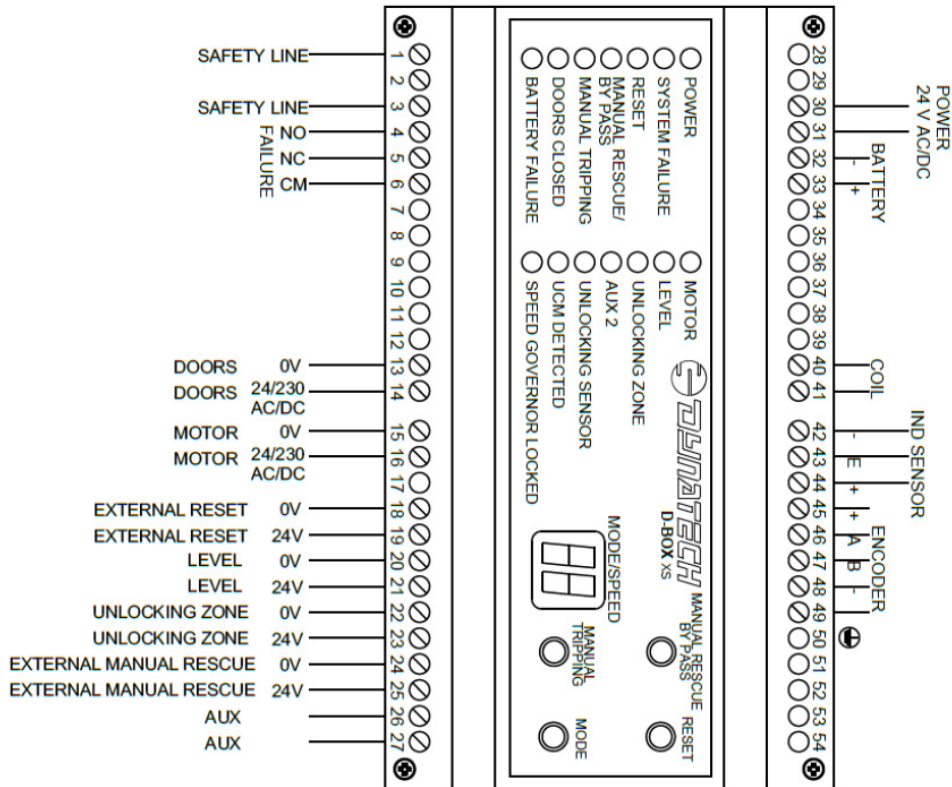 SAFETY LINE 1
2
SAFETY LINE 3
FAILURE
NO 4
NC 5
CM 6
7
8
9
10
11
12
DOORS 0V 13
DOORS 24/230 14
AC/DC
MOTOR 0V 15
MOTOR 24/230 16
AC/DC
17
EXTERNAL RESET 0V 18
EXTERNAL RESET 24V 19
LEVEL 0V 20
LEVEL 24V 21
UNLOCKING ZONE 0V 22
UNLOCKING ZONE 24V 23
EXTERNAL MANUAL RESCUE 0V 24
EXTERNAL MANUAL RESCUE 24V 25
AUX 26
AUX 27
POWER
SYSTEM FAILURE
RESET
MANUAL RESCUE/
BY PASS
MANUAL TRIPPING
DOORS CLOSED
BATTERY FAILURE
MOTOR
LEVEL
UNLOCKING ZONE
AUX 2
UNLOCKING SENSOR
UCM DETECTED
SPEED GOVERNOR LOCKED
DYNATECH
D-BOX XS
MODE/SPEED
MANUAL RESCUE
BY PASS
RESET
MANUAL
TRIPPING
MODE
28
29
30
31
32 -
33 +
34
35
36
37
38
39
40
41
42 -
43 E
44 +
45 +
46 A
47 B
48 -
49
50
51
52
53
54
POWER
24 V AC/DC
BATTERY
COIL
IND SENSOR
ENCODER